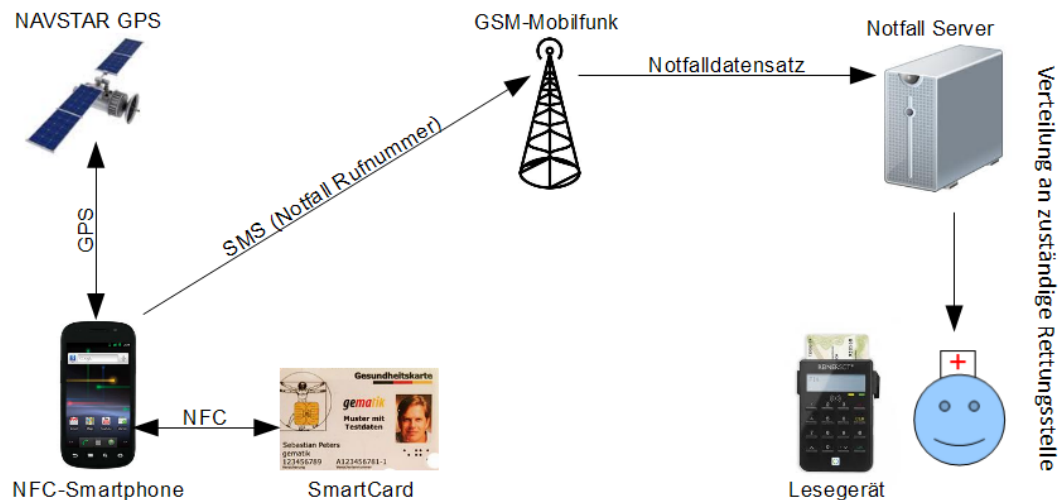 NAVSTAR GPS
GSM-Mobilfunk
Notfall Server
Notfalldatensatz
SMS (Notfall Rufnummer)
GPS
Verteilung an zuständige Rettungsstelle
NFC
Gesundheitskarte
gematik
Muster mit
Testdaten
Sebastian Peters
gematik
123456789 A123456781-1
NFC-Smartphone
SmartCard
Lesegerät